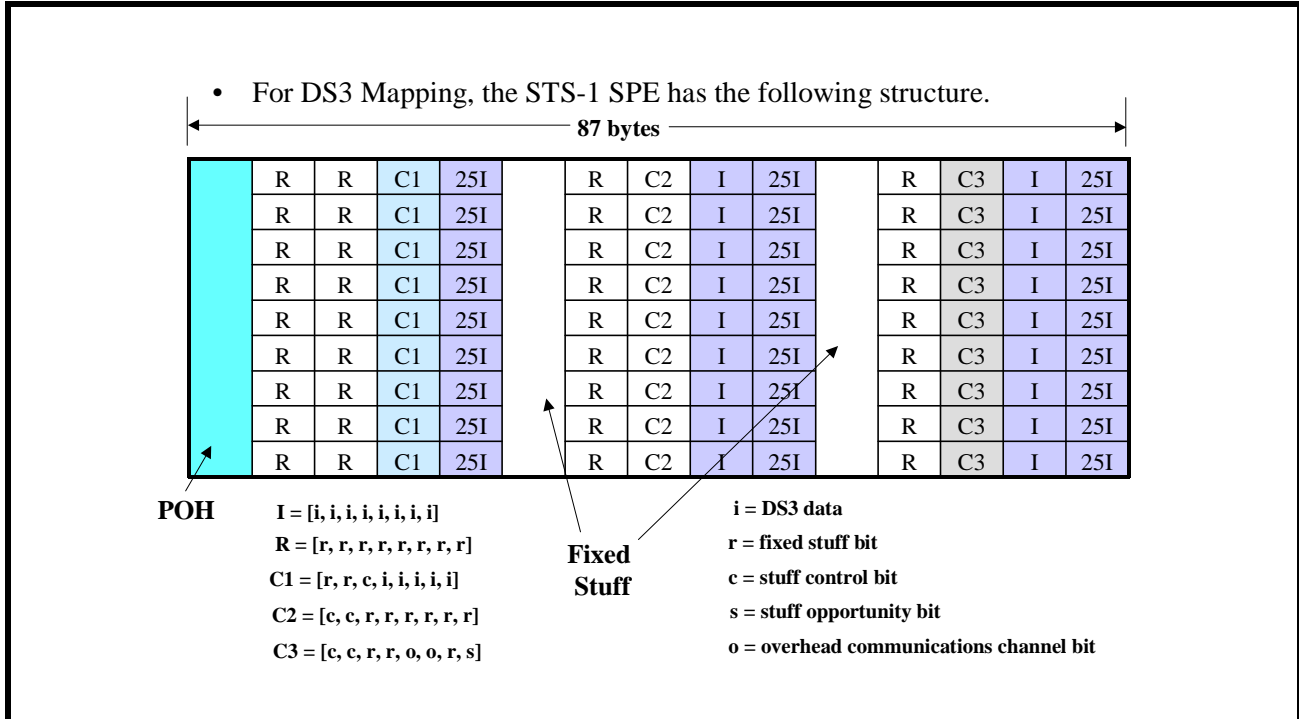 • For DS3 Mapping, the STS-1 SPE has the following structure.
87 bytes
R R C1 25I R C2 I 25I R C3 I 25I
R R C1 25I R C2 I 25I R C3 I 25I
R R C1 25I R C2 I 25I R C3 I 25I
R R C1 25I R C2 I 25I R C3 I 25I
R R C1 25I R C2 I 25I R C3 I 25I
R R C1 25I R C2 I 25I R C3 I 25I
R R C1 25I R C2 I 25I R C3 I 25I
R R C1 25I R C2 I 25I R C3 I 25I
R R C1 25I R C2 I 25I R C3 I 25I
POH
I = [i, i, i, i, i, i, i, i]
R = [r, r, r, r, r, r, r, r]
C1 = [r, r, c, i, i, i, i, i]
C2 = [c, c, r, r, r, r, r, r]
C3 = [c, c, r, r, o, o, r, s]
Fixed
Stuff
i = DS3 data
r = fixed stuff bit
c = stuff control bit
s = stuff opportunity bit
o = overhead communications channel bit